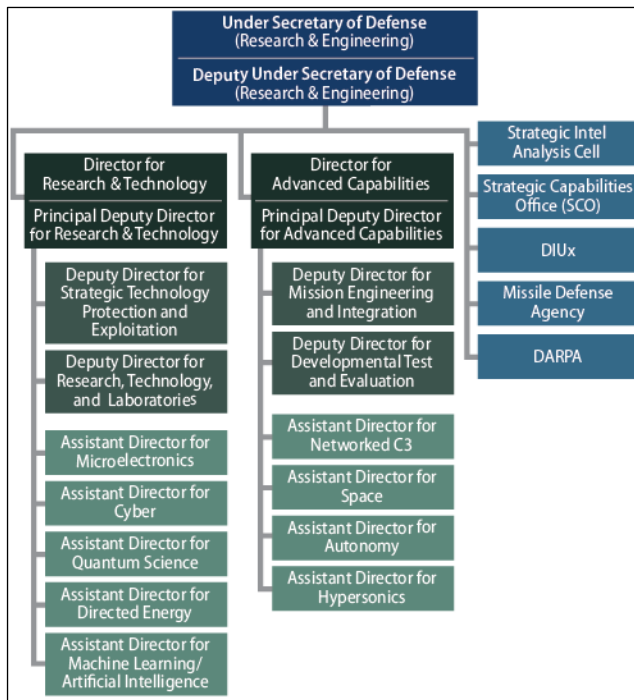 Under Secretary of Defense
(Research & Engineering)
Deputy Under Secretary of Defense
(Research & Engineering)
Director for
Research & Technology
Principal Deputy Director
for Research & Technology
Deputy Director for
Strategic Technology
Protection and
Exploitation
Deputy Director for
Research, Technology,
and Laboratories
Assistant Director for
Microelectronics
Assistant Director for
Cyber
Assistant Director for
Quantum Science
Assistant Director for
Directed Energy
Assistant Director for
Machine Learning/
Artificial Intelligence
Director for
Advanced Capabilities
Principal Deputy Director
for Advanced Capabilities
Deputy Director for
Mission Engineering
and Integration
Deputy Director for
Developmental Test
and Evaluation
Assistant Director for
Networked C3
Assistant Director for
Space
Assistant Director for
Autonomy
Assistant Director for
Hypersonics
Strategic Intel
Analysis Cell
Strategic Capabilities
Office (SCO)
DIUx
Missile Defense
Agency
DARPA